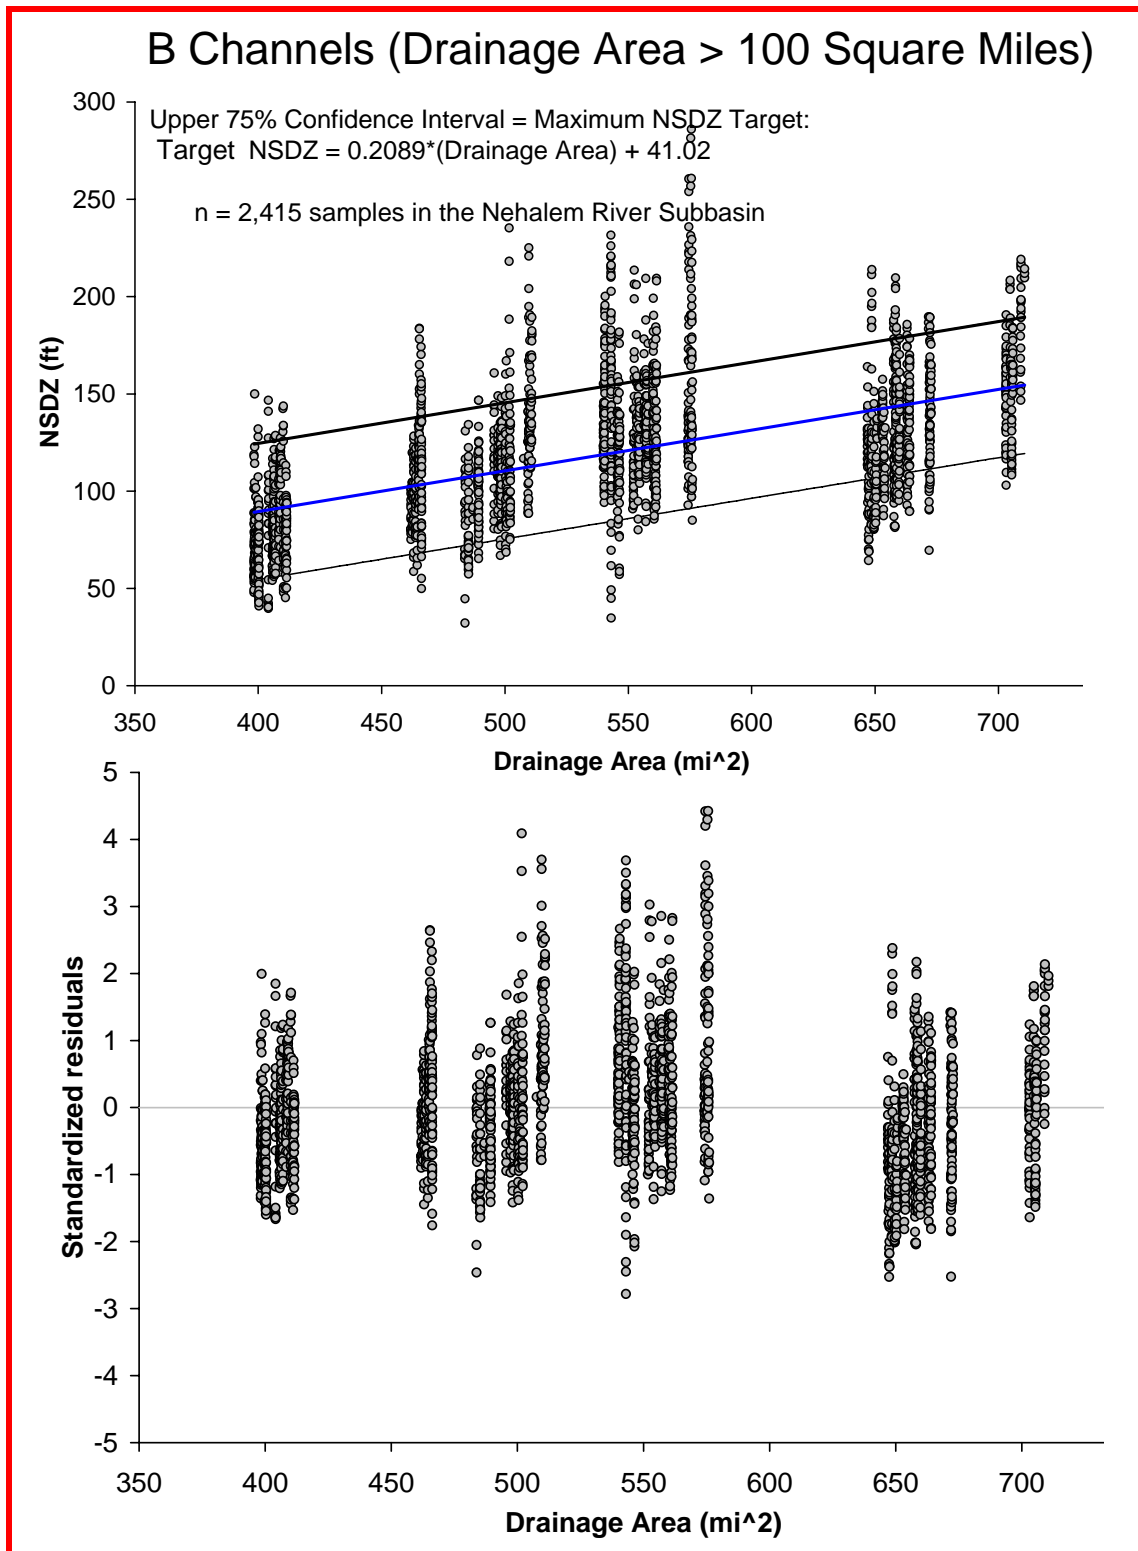 B Channels (Drainage Area > 100 Square Miles)
300
Upper 75% Confidence Interval = Maximum NSDZ Target:
Target NSDZ = 0.2089*(Drainage Area) + 41.02
250
n = 2,415 samples in the Nehalem River Subbasin
200
NSDZ (ft)
150
100
50
0
350 400 450 500 550 600 650 700
Drainage Area (mi^2)
5
4
3
2
1
Standardized residuals
0
-1
-2
-3
-4
-5
350 400 450 500 550 600 650 700
Drainage Area (mi^2)